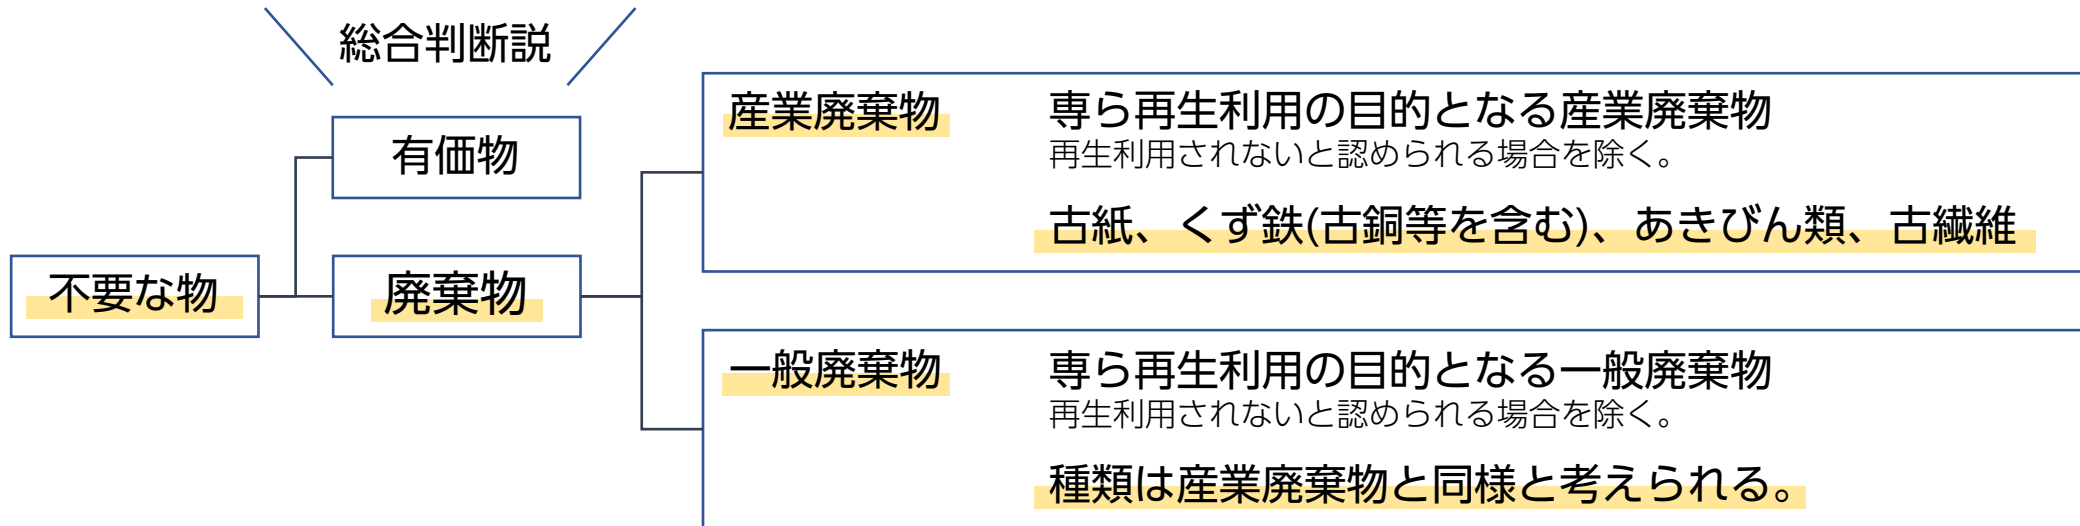 総合判断説
有価物
不要な物
廃棄物
産業廃棄物
専ら再生利用の目的となる産業廃棄物
再生利用されないと認められる場合を除く。
古紙、くず鉄(古銅等を含む)、あきびん類、古繊維
一般廃棄物
専ら再生利用の目的となる一般廃棄物
再生利用されないと認められる場合を除く。
種類は産業廃棄物と同様と考えられる。